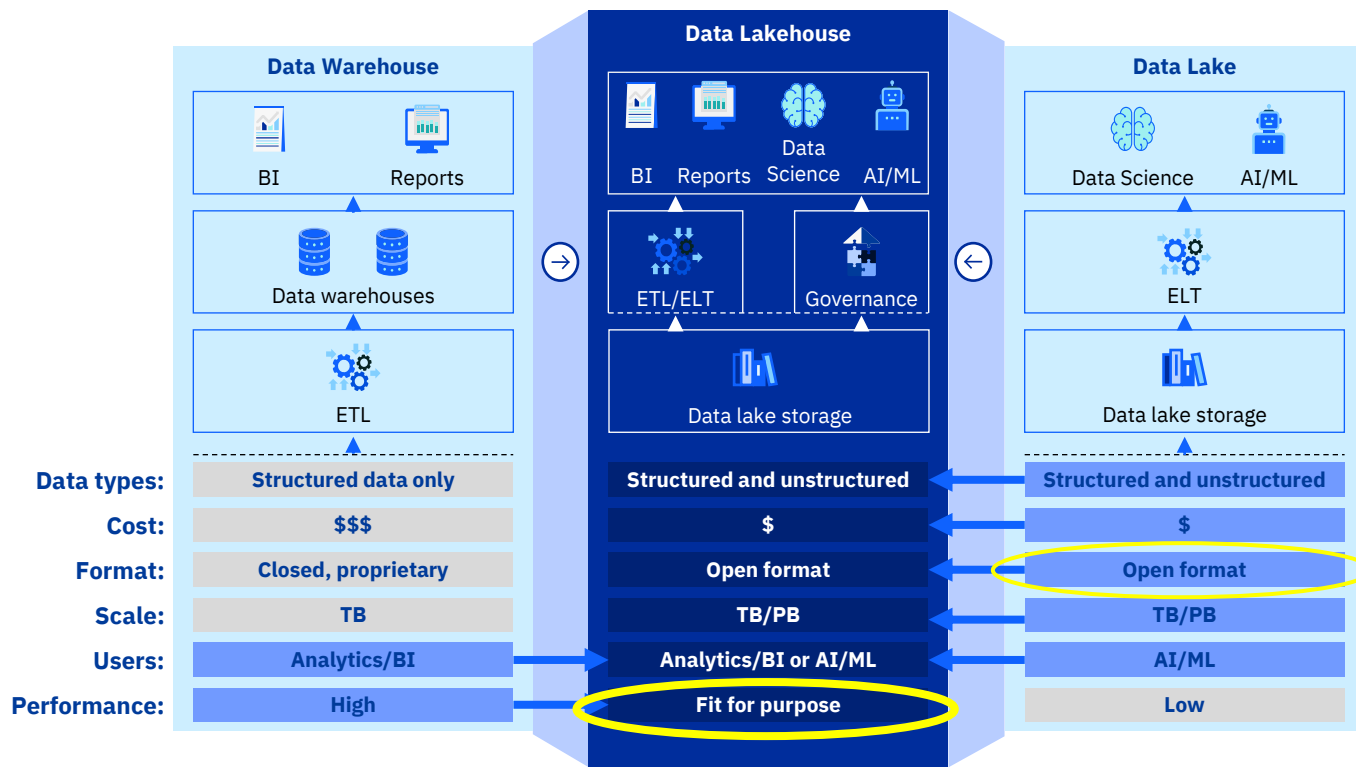 Data Lakehouse
Data Warehouse
Data Lake
BI
Reports
BI
Reports
Data
Science
AI/ML
Data Science
AI/ML
Data warehouses
ETL/ELT
Governance
ELT
ETL
Data lake storage
Data lake storage
Data types:
Structured data only
Structured and unstructured
Structured and unstructured
Cost:
$$$
$
$
Format:
Closed, proprietary
Open format
Open format
Scale:
TB
TB/PB
TB/PB
Users:
Analytics/BI
Analytics/BI or AI/ML
AI/ML
Performance:
High
Fit for purpose
Low